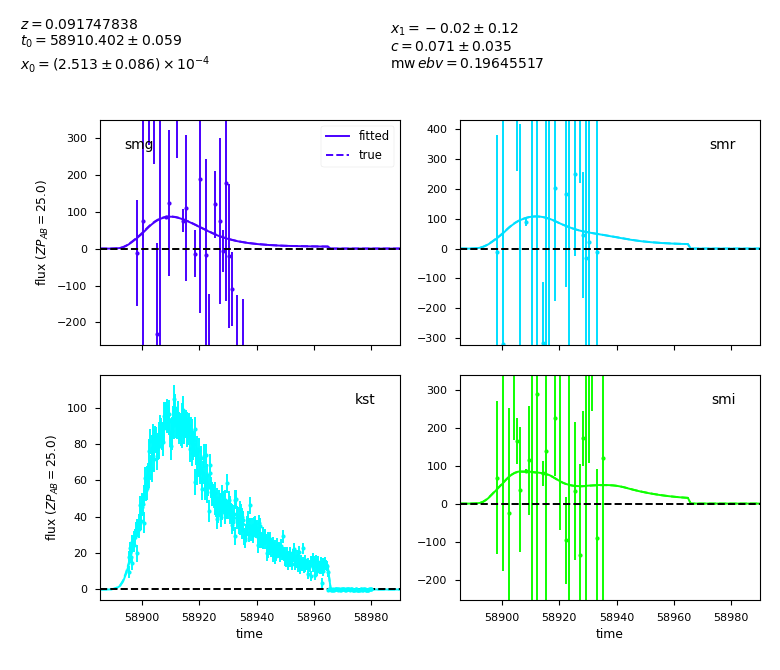 z = 0.091747838
t₀ = 58910.402 ± 0.059
x₀ = (2.513 ± 0.086) × 10⁻⁴
x₁ = −0.02 ± 0.12
c = 0.071 ± 0.035
mw ebv = 0.19645517
smg
fitted
true
300
200
100
0
−100
−200
flux (ZP_AB = 25.0)
smr
400
300
200
100
0
−100
−200
−300
kst
100
80
60
40
20
0
flux (ZP_AB = 25.0)
58900 58920 58940 58960 58980
time
smi
300
200
100
0
−100
−200
58900 58920 58940 58960 58980
time